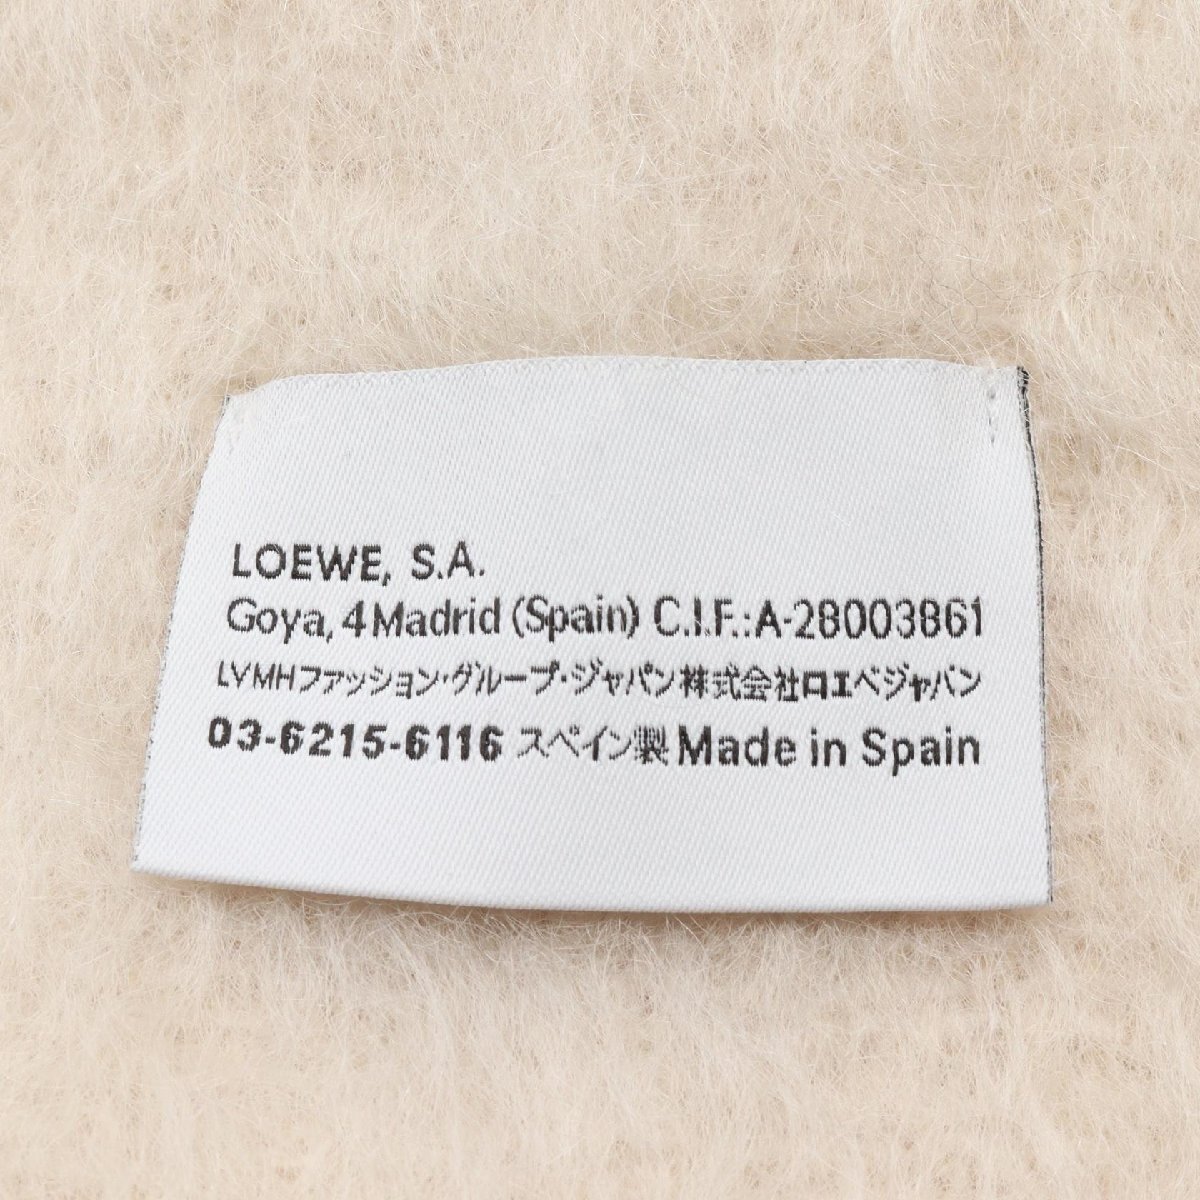 LOEWE, S.A.
Goya, 4 Madrid (Spain) C.I.F.:A-28003861
LVMHファッション・グループ・ジャパン株式会社ロエベジャパン
03-6215-6116 スペイン製 Made in Spain